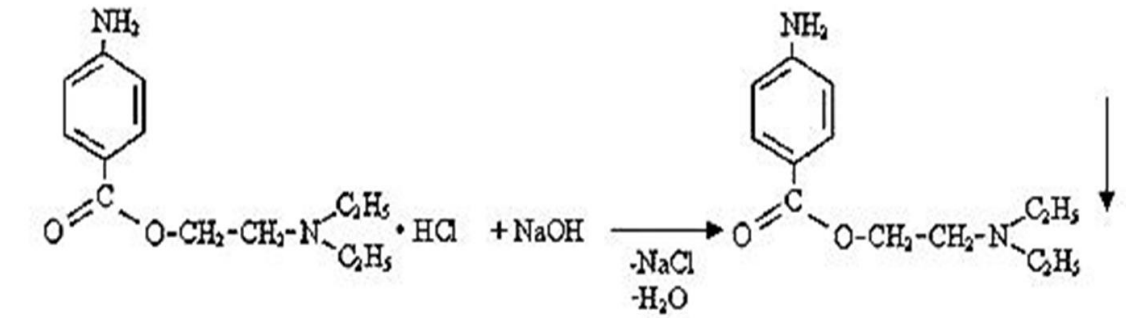 NH₂ NH₂
C C
O O-CH₂-CH₂-N C₂H₅ C₂H₅ · HCl + NaOH O O-CH₂-CH₂-N C₂H₅ C₂H₅
-NaCl
-H₂O